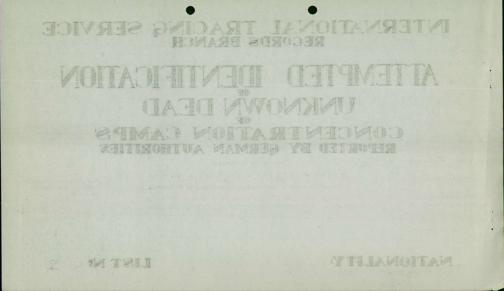 INTERNATIONAL TRACING SERVICE
RECORDS BRANCH
ATTEMPTED IDENTIFICATION
OF
UNKNOWN DEAD
OF
CONCENTRATION CAMPS
REPORTED BY GERMAN AUTHORITIES
NATIONALITY
LIST Nº